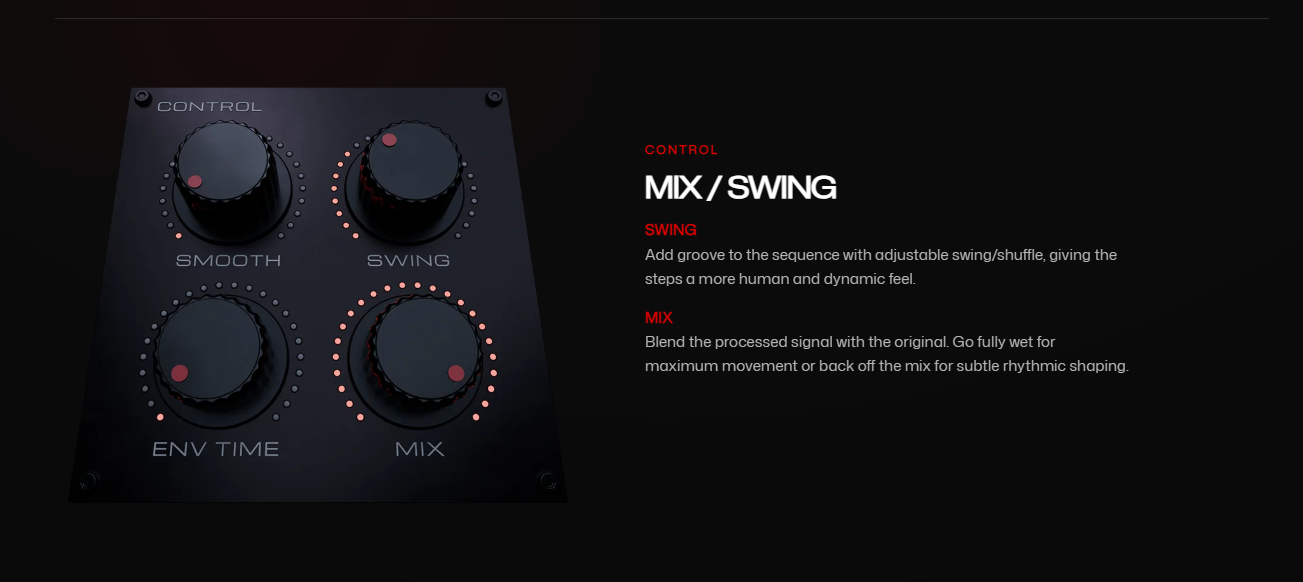 CONTROL
SMOOTH
SWING
ENV TIME
MIX
CONTROL
MIX / SWING
SWING
Add groove to the sequence with adjustable swing/shuffle, giving the
steps a more human and dynamic feel.
MIX
Blend the processed signal with the original. Go fully wet for
maximum movement or back off the mix for subtle rhythmic shaping.